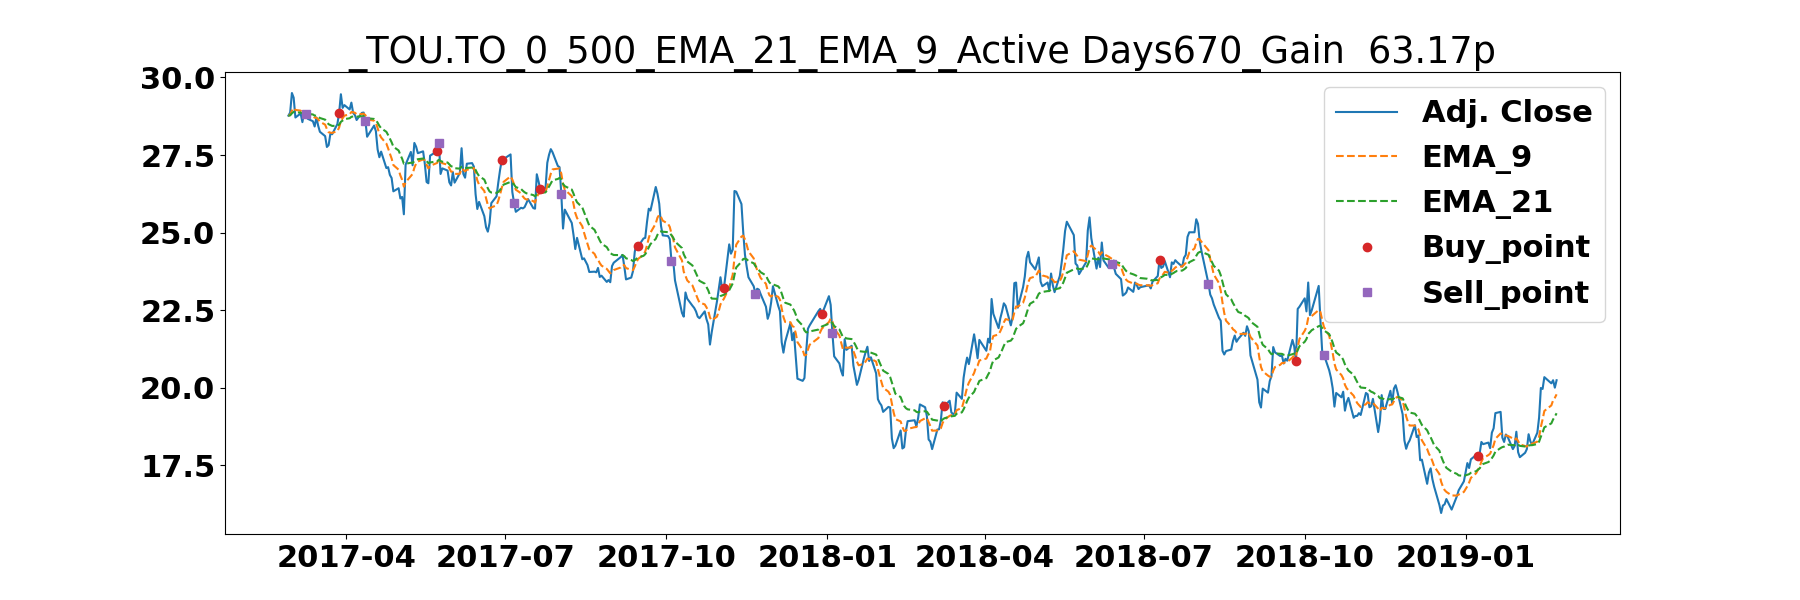 _TOU.TO_0_500_EMA_21_EMA_9_Active Days670_Gain  63.17p
30.0
27.5
25.0
22.5
20.0
17.5
2017-04 2017-07 2017-10 2018-01 2018-04 2018-07 2018-10 2019-01
Adj. Close
EMA_9
EMA_21
Buy_point
Sell_point